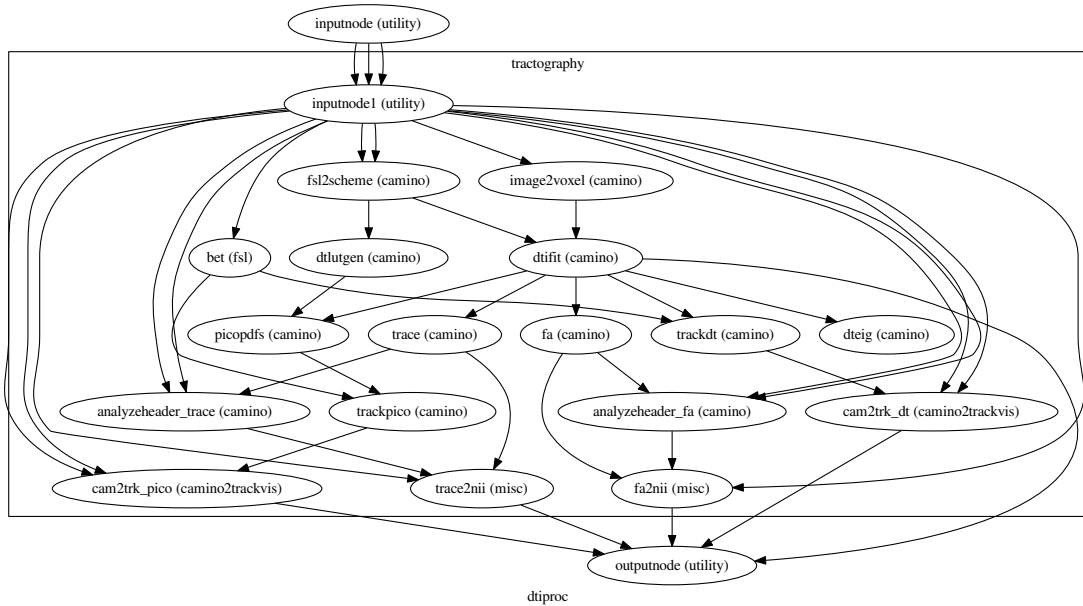 inputnode (utility)
tractography
inputnode1 (utility)
fsl2scheme (camino)
image2voxel (camino)
bet (fsl)
dtlutgen (camino)
dtifit (camino)
picopdfs (camino)
trace (camino)
fa (camino)
trackdt (camino)
dteig (camino)
analyzeheader_trace (camino)
trackpico (camino)
analyzeheader_fa (camino)
cam2trk_dt (camino2trackvis)
cam2trk_pico (camino2trackvis)
trace2nii (misc)
fa2nii (misc)
outputnode (utility)
dtiproc